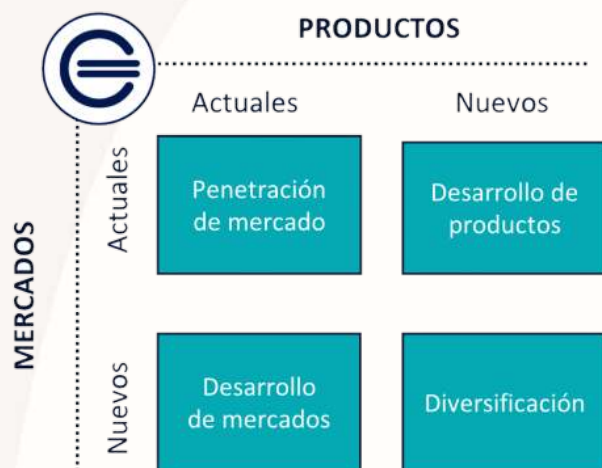 PRODUCTOS
Actuales
Nuevos
MERCADOS
Actuales
Penetración
de mercado
Desarrollo de
productos
Nuevos
Desarrollo
de mercados
Diversificación